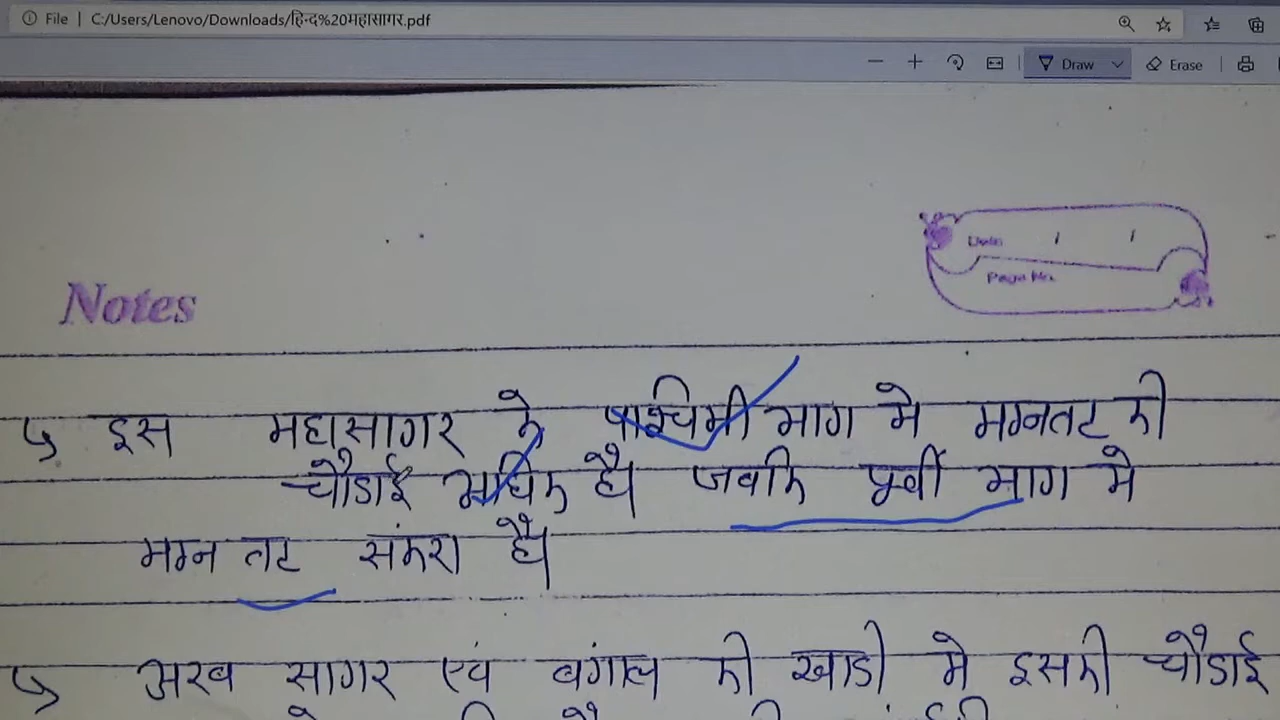 File | C:/Users/Lenovo/Downloads/हिन्द%20महासागर.pdf
Draw Erase
Date / /
Page No.
Notes
इस महासागर के पाश्चिमी भाग मे मग्नतट की
चौडाई अधिक है। जबकि पूर्वी भाग मे
मग्न तट संकरा है।
अरब सागर एवं बगांल की खाडी मे इसकी चौडाई